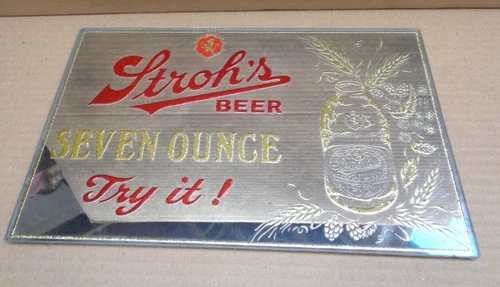 Stroh's
BEER
SEVEN OUNCE
Try it!